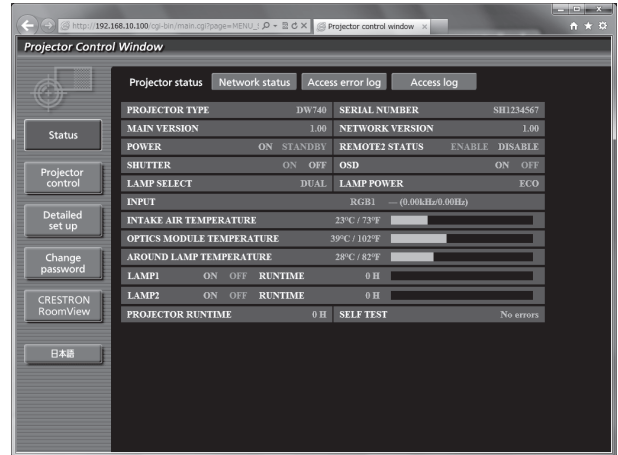 http://192.168.10.100/cgi-bin/main.cgi?page=MENU_S
Projector control window
Projector Control Window
Projector status Network status Access error log Access log
PROJECTOR TYPE DW740 SERIAL NUMBER SH1234567
MAIN VERSION 1.00 NETWORK VERSION 1.00
POWER ON STANDBY REMOTE2 STATUS ENABLE DISABLE
SHUTTER ON OFF OSD ON OFF
LAMP SELECT DUAL LAMP POWER ECO
INPUT RGB1 — (0.00kHz/0.00Hz)
INTAKE AIR TEMPERATURE 23°C / 73°F
OPTICS MODULE TEMPERATURE 39°C / 102°F
AROUND LAMP TEMPERATURE 28°C / 82°F
LAMP1 ON OFF RUNTIME 0 H
LAMP2 ON OFF RUNTIME 0 H
PROJECTOR RUNTIME 0 H SELF TEST No errors
Status
Projector
control
Detailed
set up
Change
password
CRESTRON
RoomView
日本語